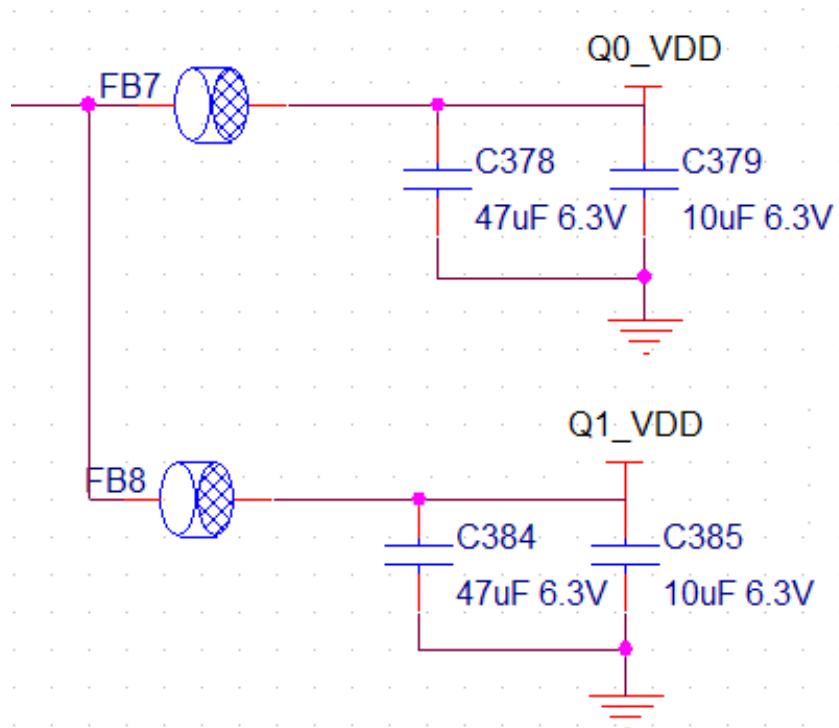 Q0_VDD
FB7
C378
C379
47uF 6.3V
10uF 6.3V
Q1_VDD
FB8
C384
C385
47uF 6.3V
10uF 6.3V